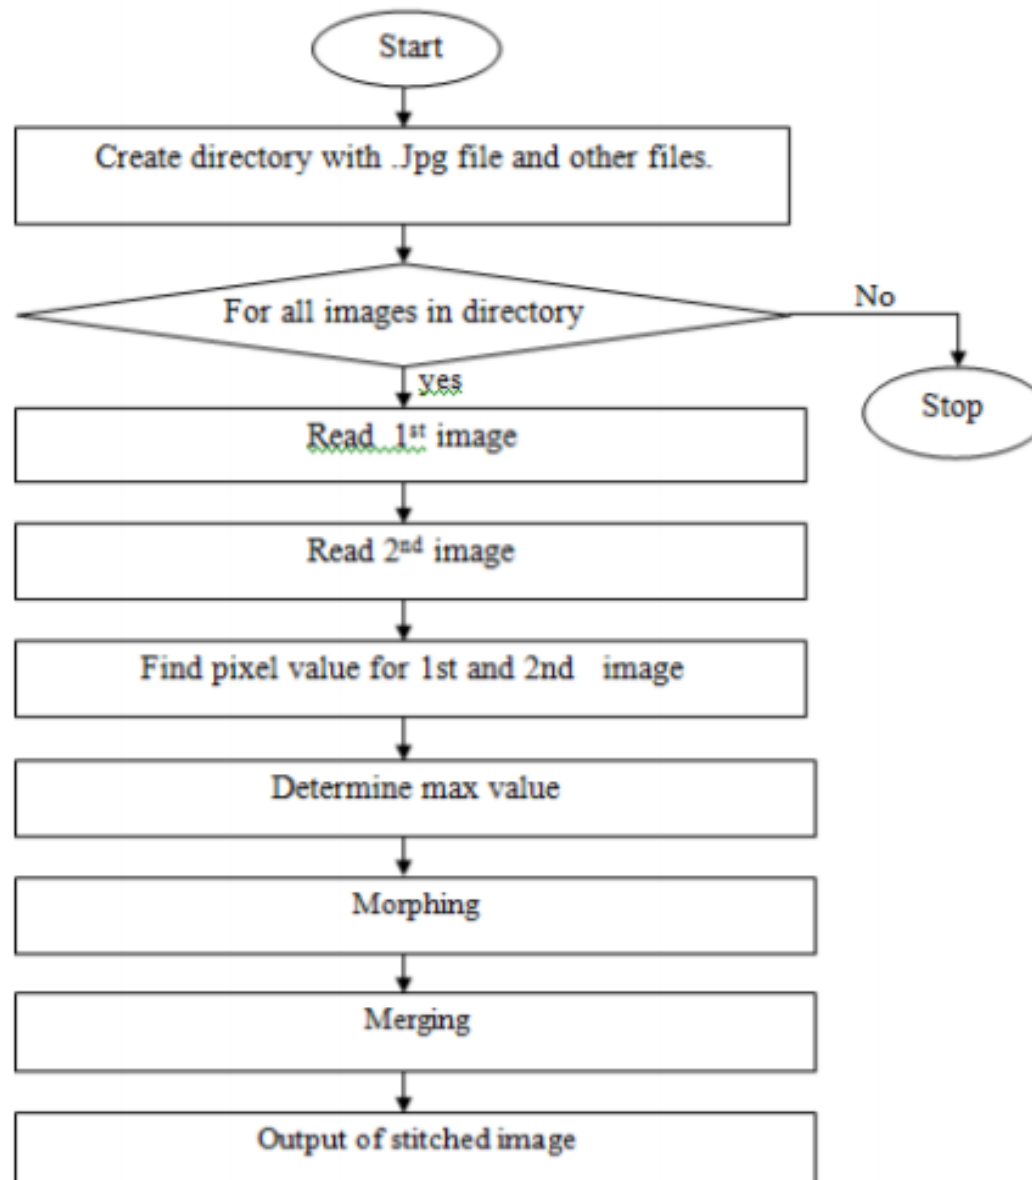 Start
Create directory with .Jpg file and other files.
For all images in directory
No
yes
Stop
Read 1st image
Read 2nd image
Find pixel value for 1st and 2nd image
Determine max value
Morphing
Merging
Output of stitched image